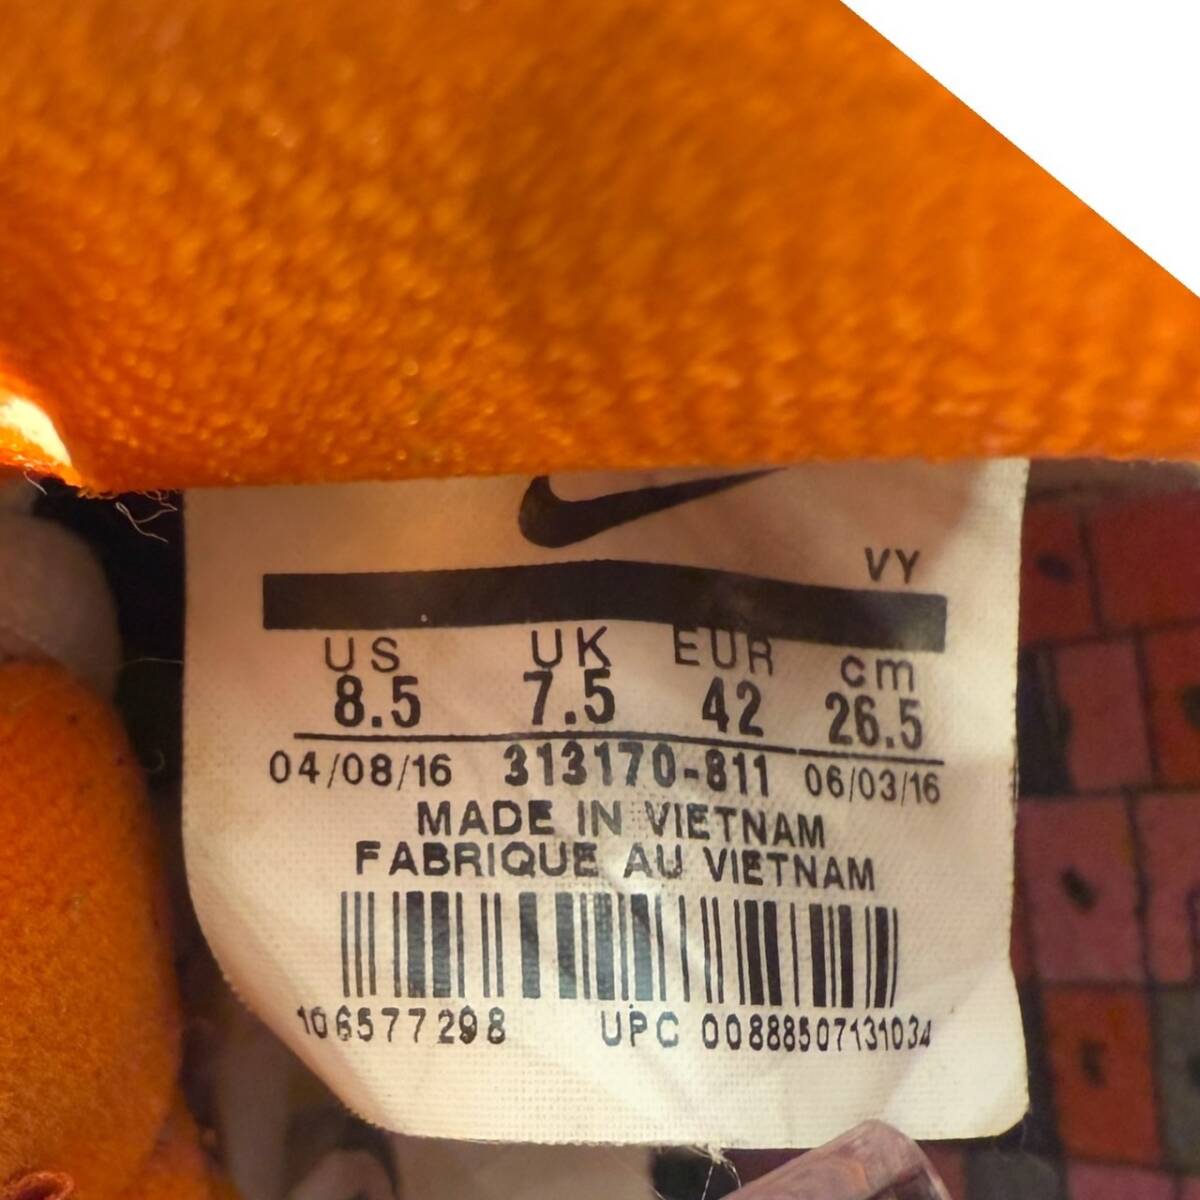 VY
US UK EUR cm
8.5 7.5 42 26.5
04/08/16 313170-811 06/03/16
MADE IN VIETNAM
FABRIQUE AU VIETNAM
106577298 UPC 00888507131034